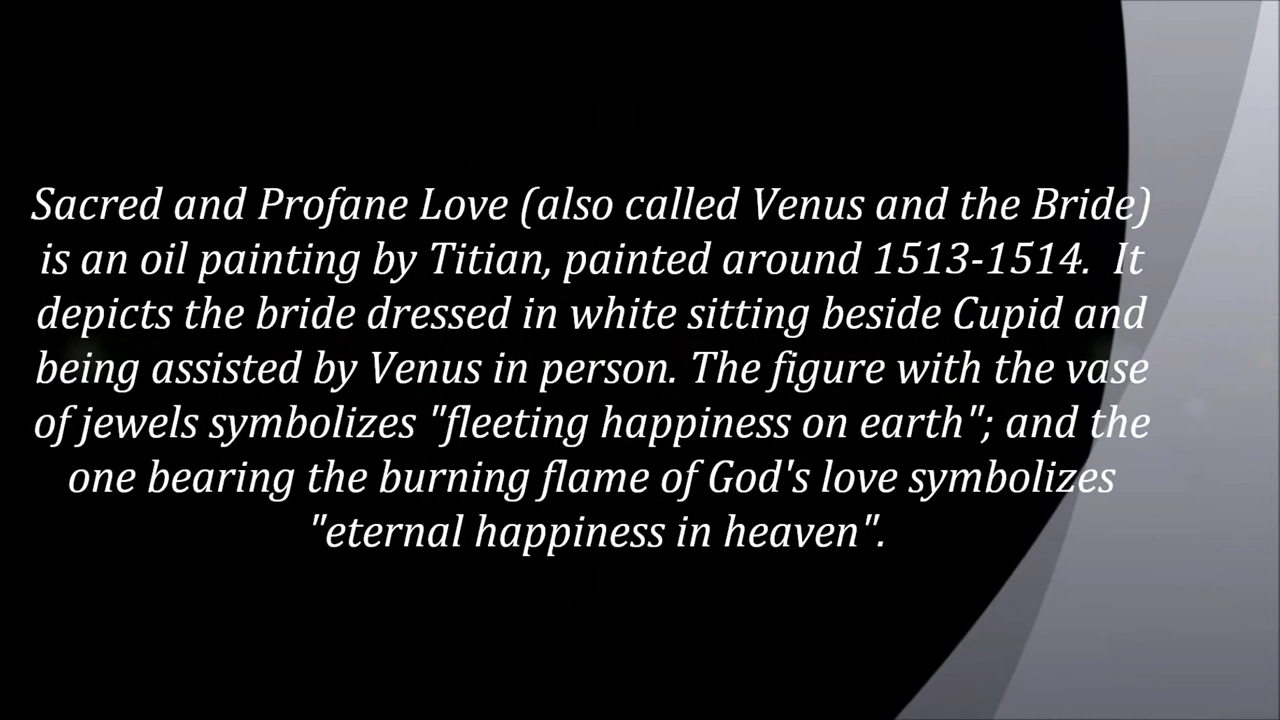 Sacred and Profane Love (also called Venus and the Bride)
is an oil painting by Titian, painted around 1513-1514.  It
depicts the bride dressed in white sitting beside Cupid and
being assisted by Venus in person. The figure with the vase
of jewels symbolizes "fleeting happiness on earth"; and the
one bearing the burning flame of God's love symbolizes
"eternal happiness in heaven".